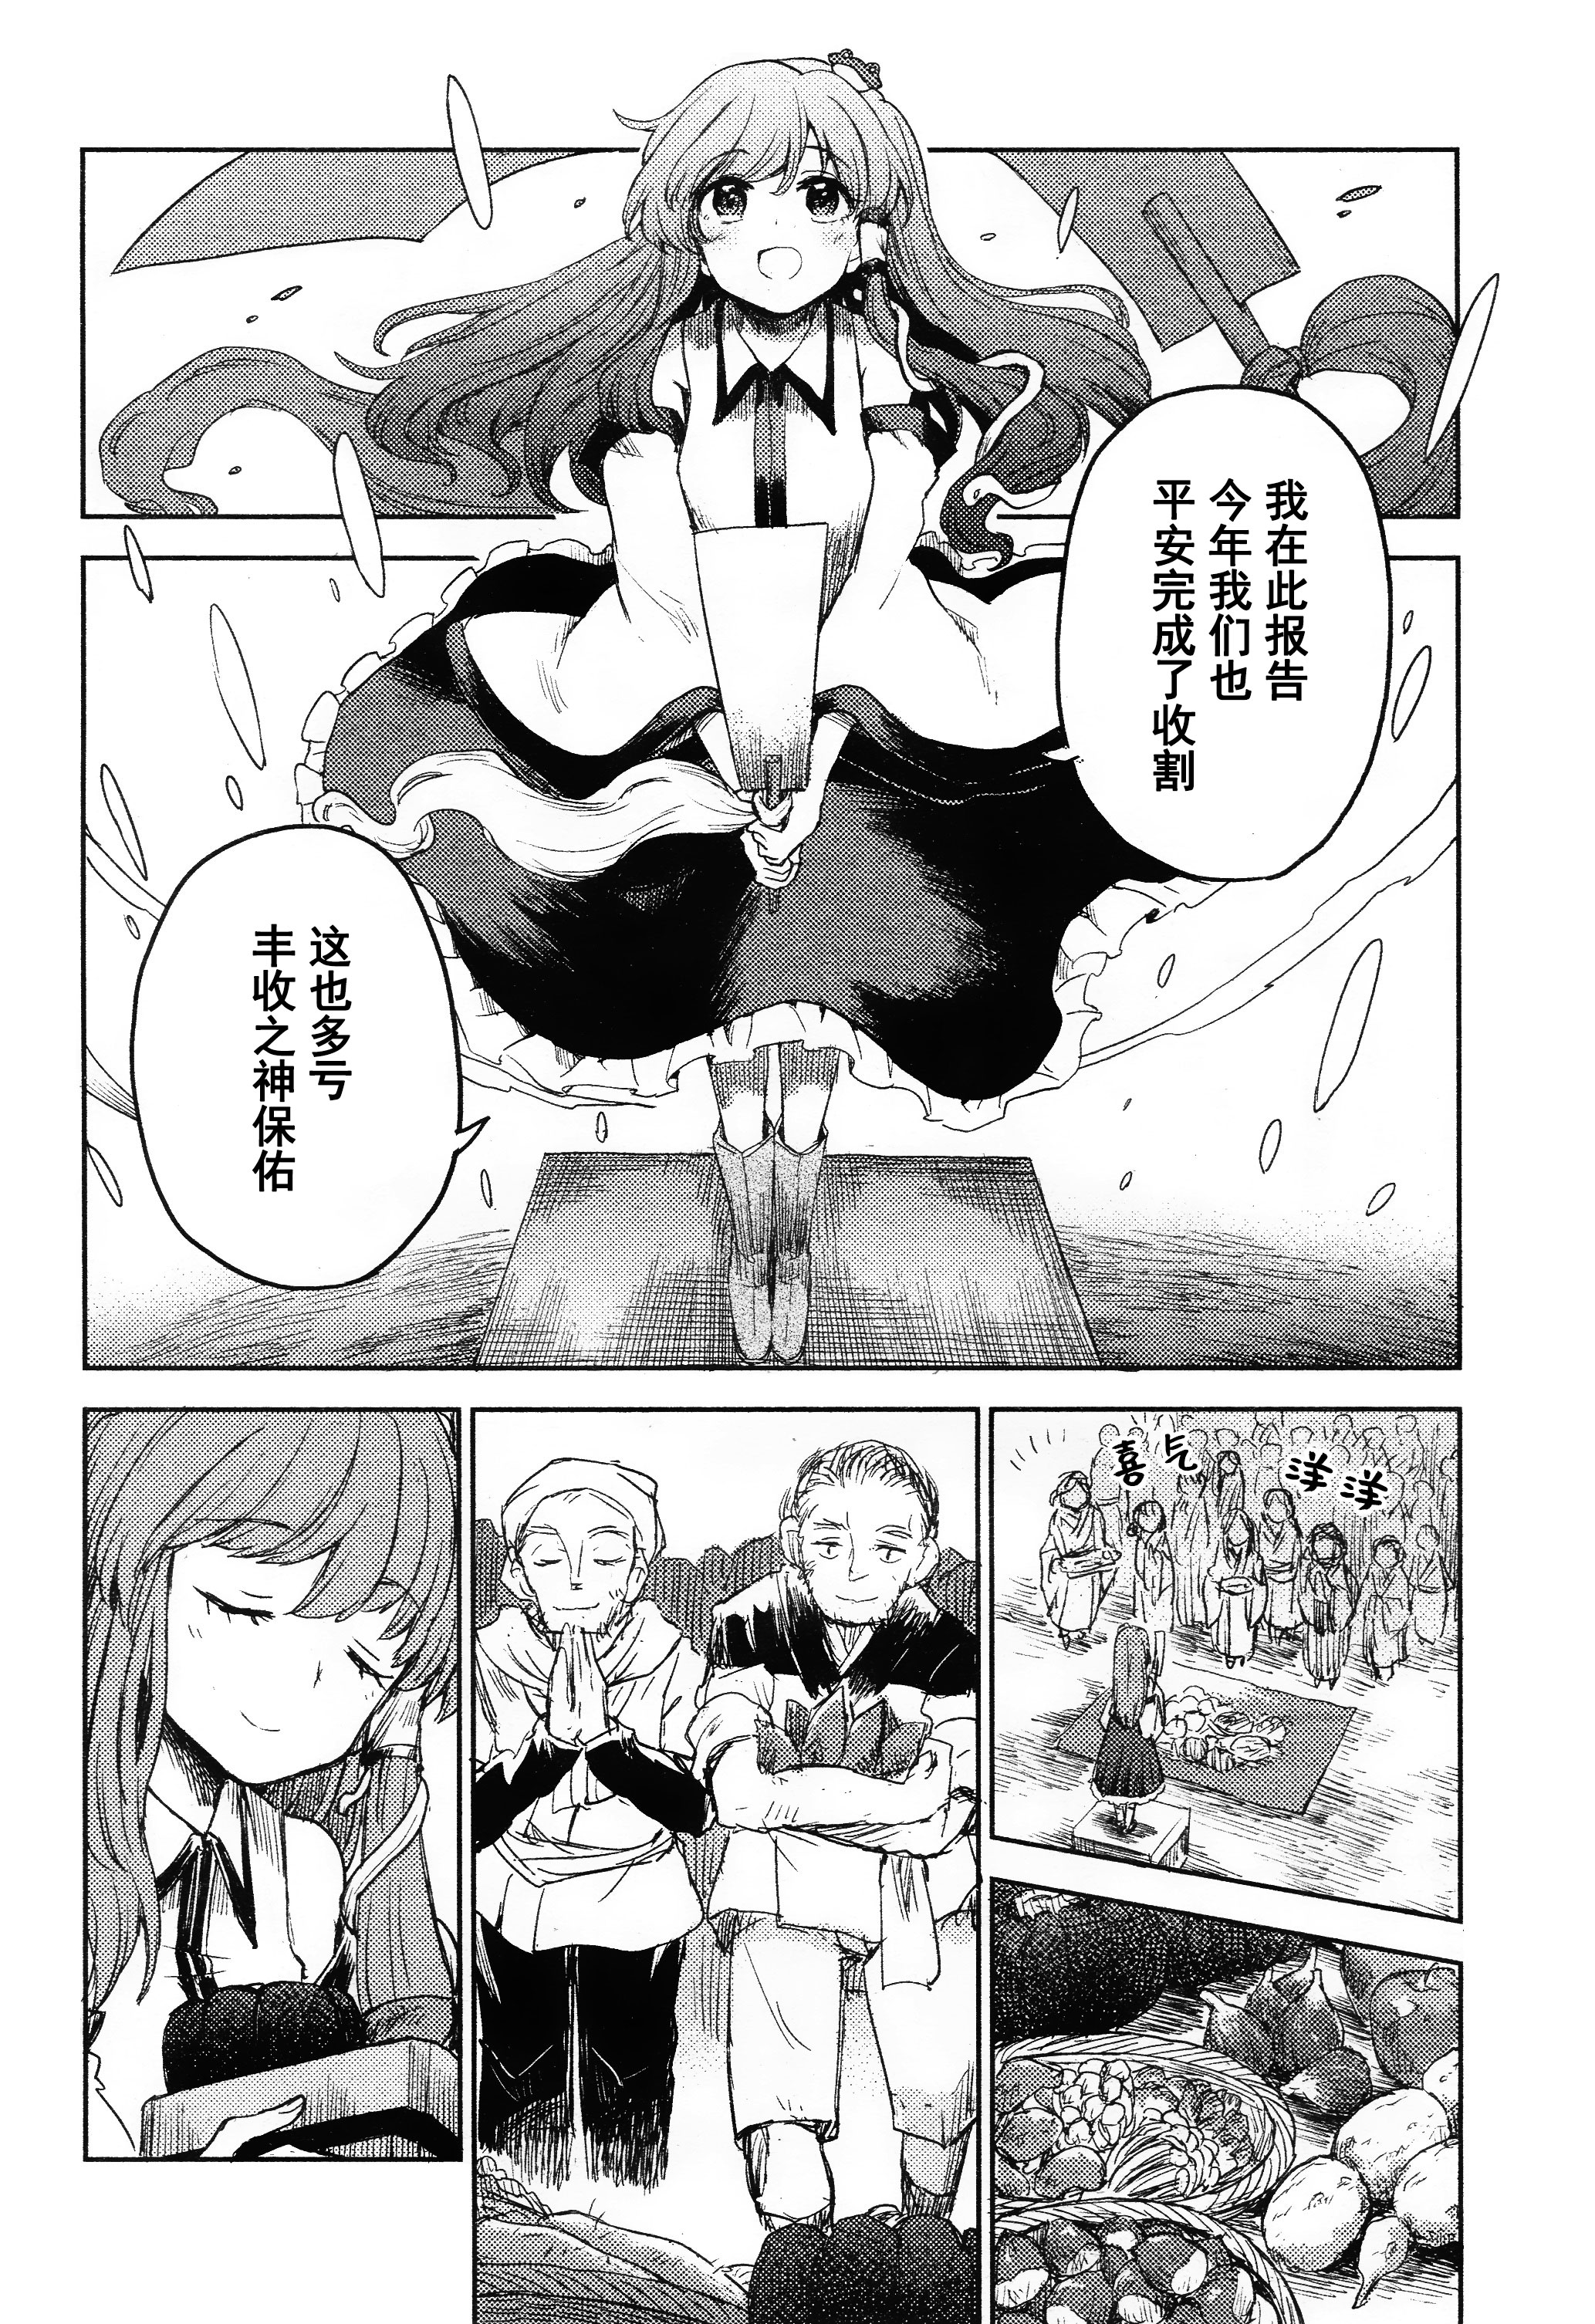 我在此报告
今年我们也
平安完成了收割
这也多亏
丰收之神保佑
喜气
洋洋